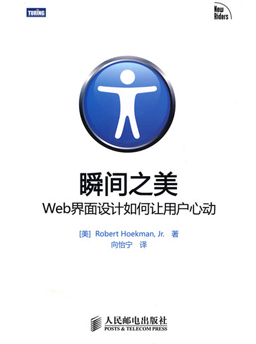 TURING
New
Riders
瞬间之美
Web界面设计如何让用户心动
[美] Robert Hoekman, Jr. 著
向怡宁 译
人民邮电出版社
POSTS & TELECOM PRESS